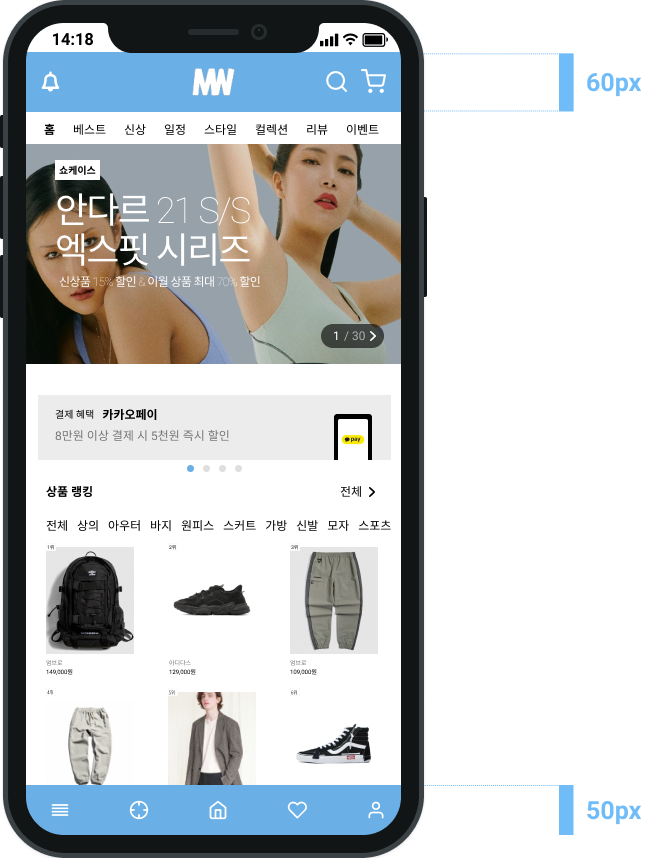 14:18
MW
60px
홈 베스트 신상 일정 스타일 컬렉션 리뷰 이벤트
쇼케이스
안다르 21 S/S
엑스핏 시리즈
신상품 15% 할인 & 이월 상품 최대 70% 할인
1 / 30
결제 혜택 카카오페이
8만원 이상 결제 시 5천원 즉시 할인
pay
상품 랭킹
전체
전체 상의 아우터 바지 원피스 스커트 가방 신발 모자 스포츠
1위 2위 3위
엄브로 아디다스 엄브로
149,000원 129,000원 109,000원
4위 5위 6위
50px